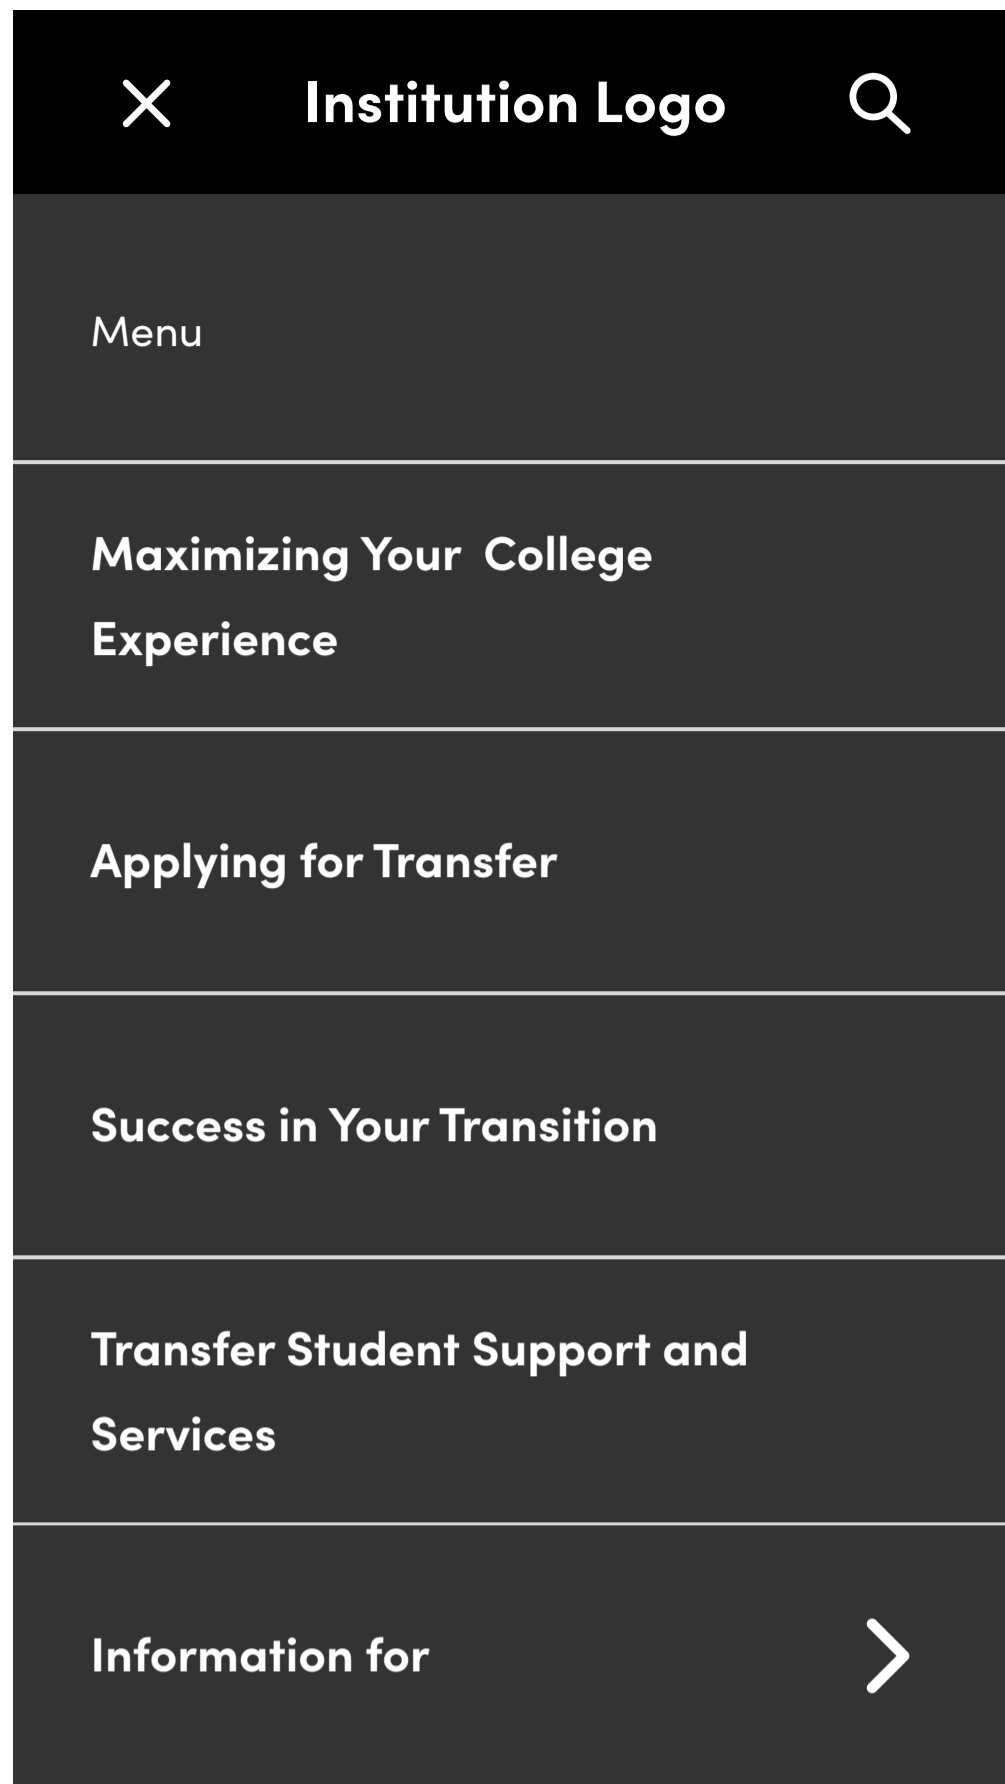 Institution Logo
Menu
Maximizing Your  College
Experience
Applying for Transfer
Success in Your Transition
Transfer Student Support and
Services
Information for